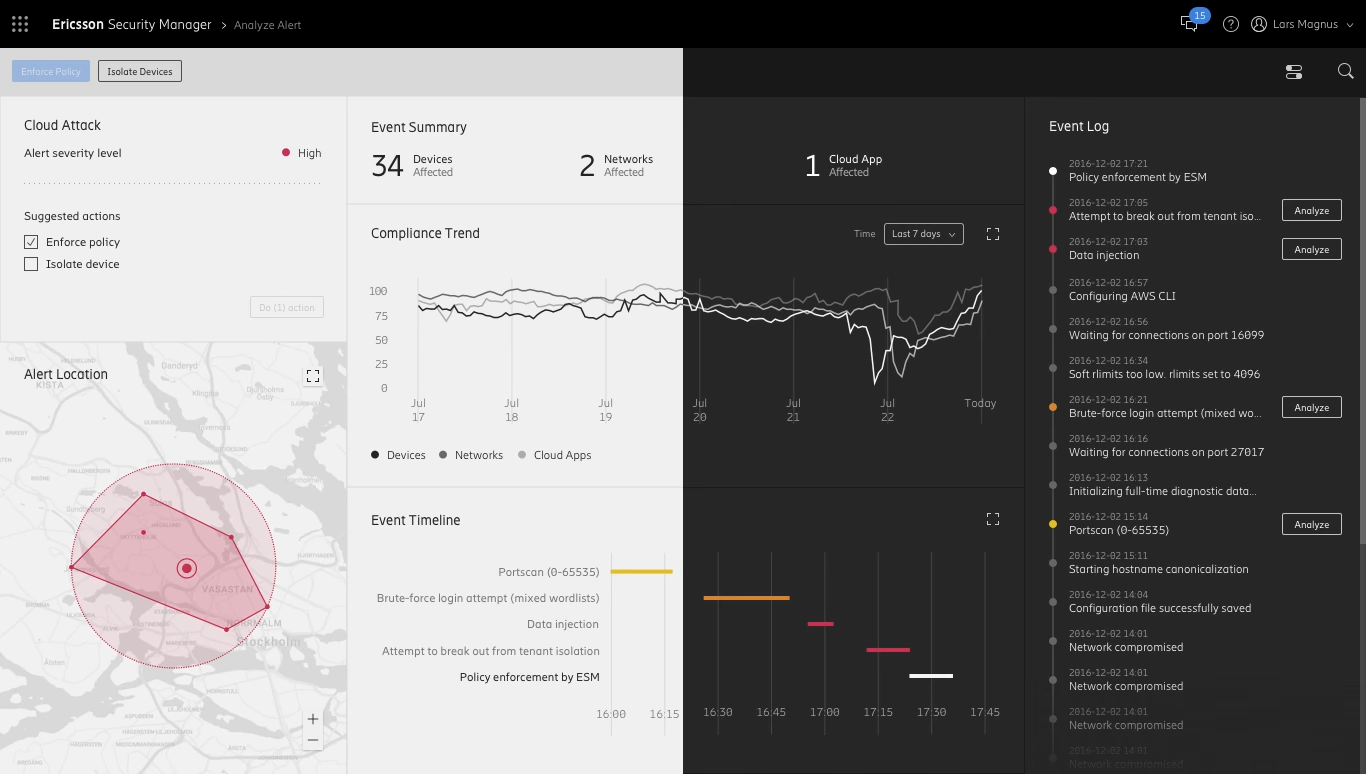 Ericsson Security Manager > Analyze Alert
15
Lars Magnus
Enforce Policy
Isolate Devices
Cloud Attack
Alert severity level
High
Suggested actions
Enforce policy
Isolate device
Do (1) action
Alert Location
KISTA
Danderyd
Djursholms
Ösby
Sundbyberg
VASASTAN
NORRMALM
Stockholm
+
−
Event Summary
34 Devices
Affected
2 Networks
Affected
1 Cloud App
Affected
Compliance Trend
Time
Last 7 days
100
75
50
25
0
Jul
17
Jul
18
Jul
19
Jul
20
Jul
21
Jul
22
Today
Devices
Networks
Cloud Apps
Event Timeline
Portscan (0-65535)
Brute-force login attempt (mixed wordlists)
Data injection
Attempt to break out from tenant isolation
Policy enforcement by ESM
16:00 16:15 16:30 16:45 17:00 17:15 17:30 17:45
Event Log
2016-12-02 17:21
Policy enforcement by ESM
2016-12-02 17:05
Attempt to break out from tenant iso...
Analyze
2016-12-02 17:03
Data injection
Analyze
2016-12-02 16:57
Configuring AWS CLI
2016-12-02 16:56
Waiting for connections on port 16099
2016-12-02 16:34
Soft rlimits too low. rlimits set to 4096
2016-12-02 16:21
Brute-force login attempt (mixed wo...
Analyze
2016-12-02 16:16
Waiting for connections on port 27017
2016-12-02 16:13
Initializing full-time diagnostic data...
2016-12-02 15:14
Portscan (0-65535)
Analyze
2016-12-02 15:11
Starting hostname canonicalization
2016-12-02 14:04
Configuration file successfully saved
2016-12-02 14:01
Network compromised
2016-12-02 14:01
Network compromised
2016-12-02 14:01
Network compromised
2016-12-02 14:01
Network compromised